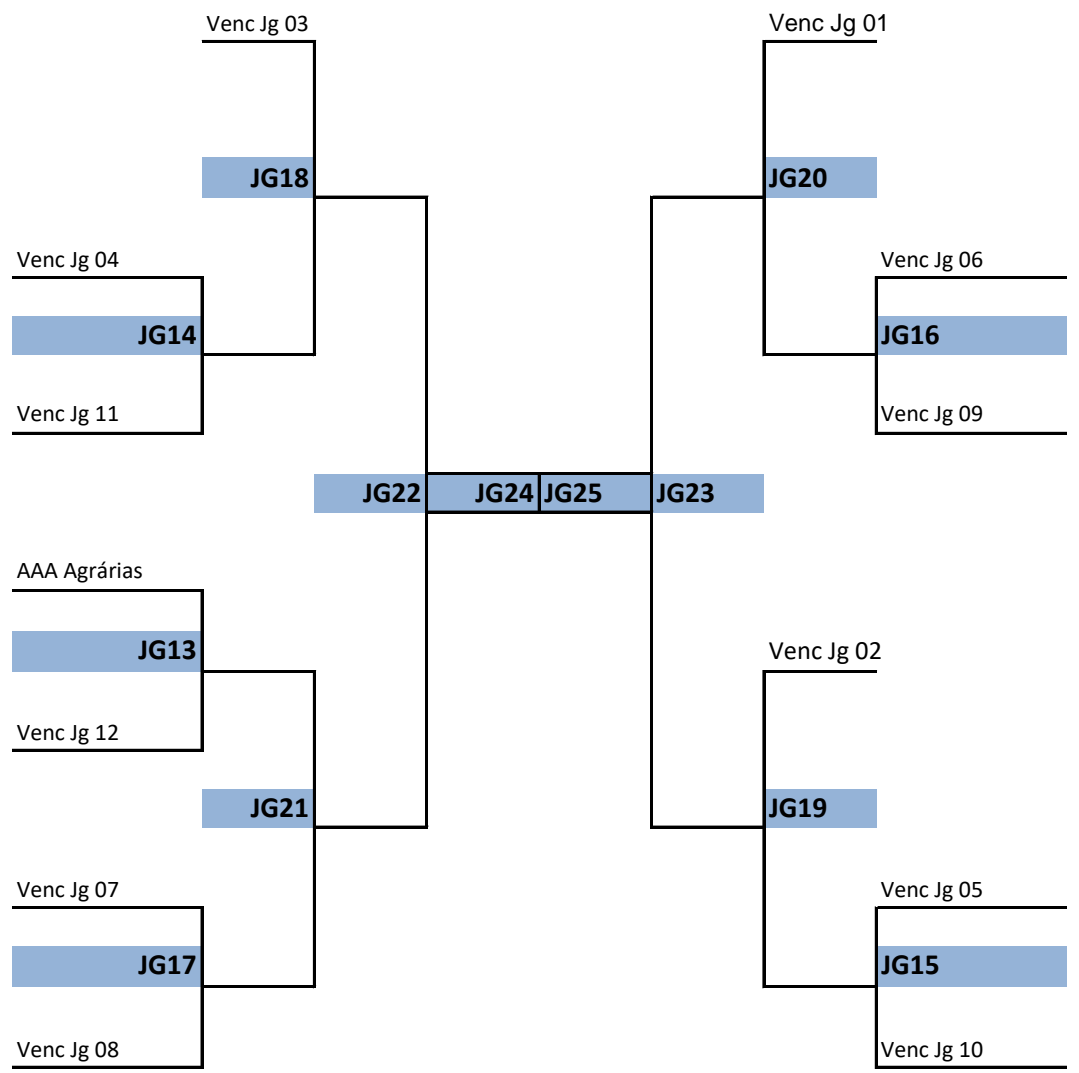 Venc Jg 03
Venc Jg 01
JG18
JG20
Venc Jg 04
Venc Jg 06
JG14
JG16
Venc Jg 11
Venc Jg 09
JG22
JG24
JG25
JG23
AAA Agrárias
JG13
Venc Jg 02
Venc Jg 12
JG21
JG19
Venc Jg 07
Venc Jg 05
JG17
JG15
Venc Jg 08
Venc Jg 10